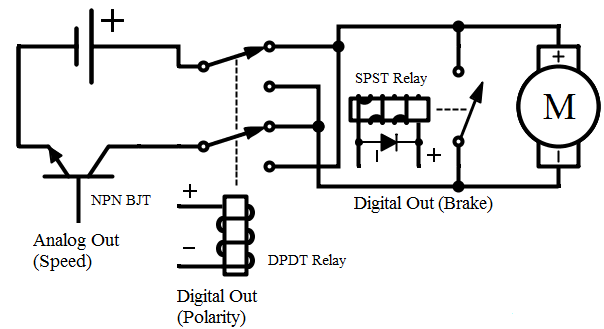 +
SPST Relay
+
M
−
− +
NPN BJT
+
−
Analog Out
(Speed)
Digital Out (Brake)
DPDT Relay
Digital Out
(Polarity)